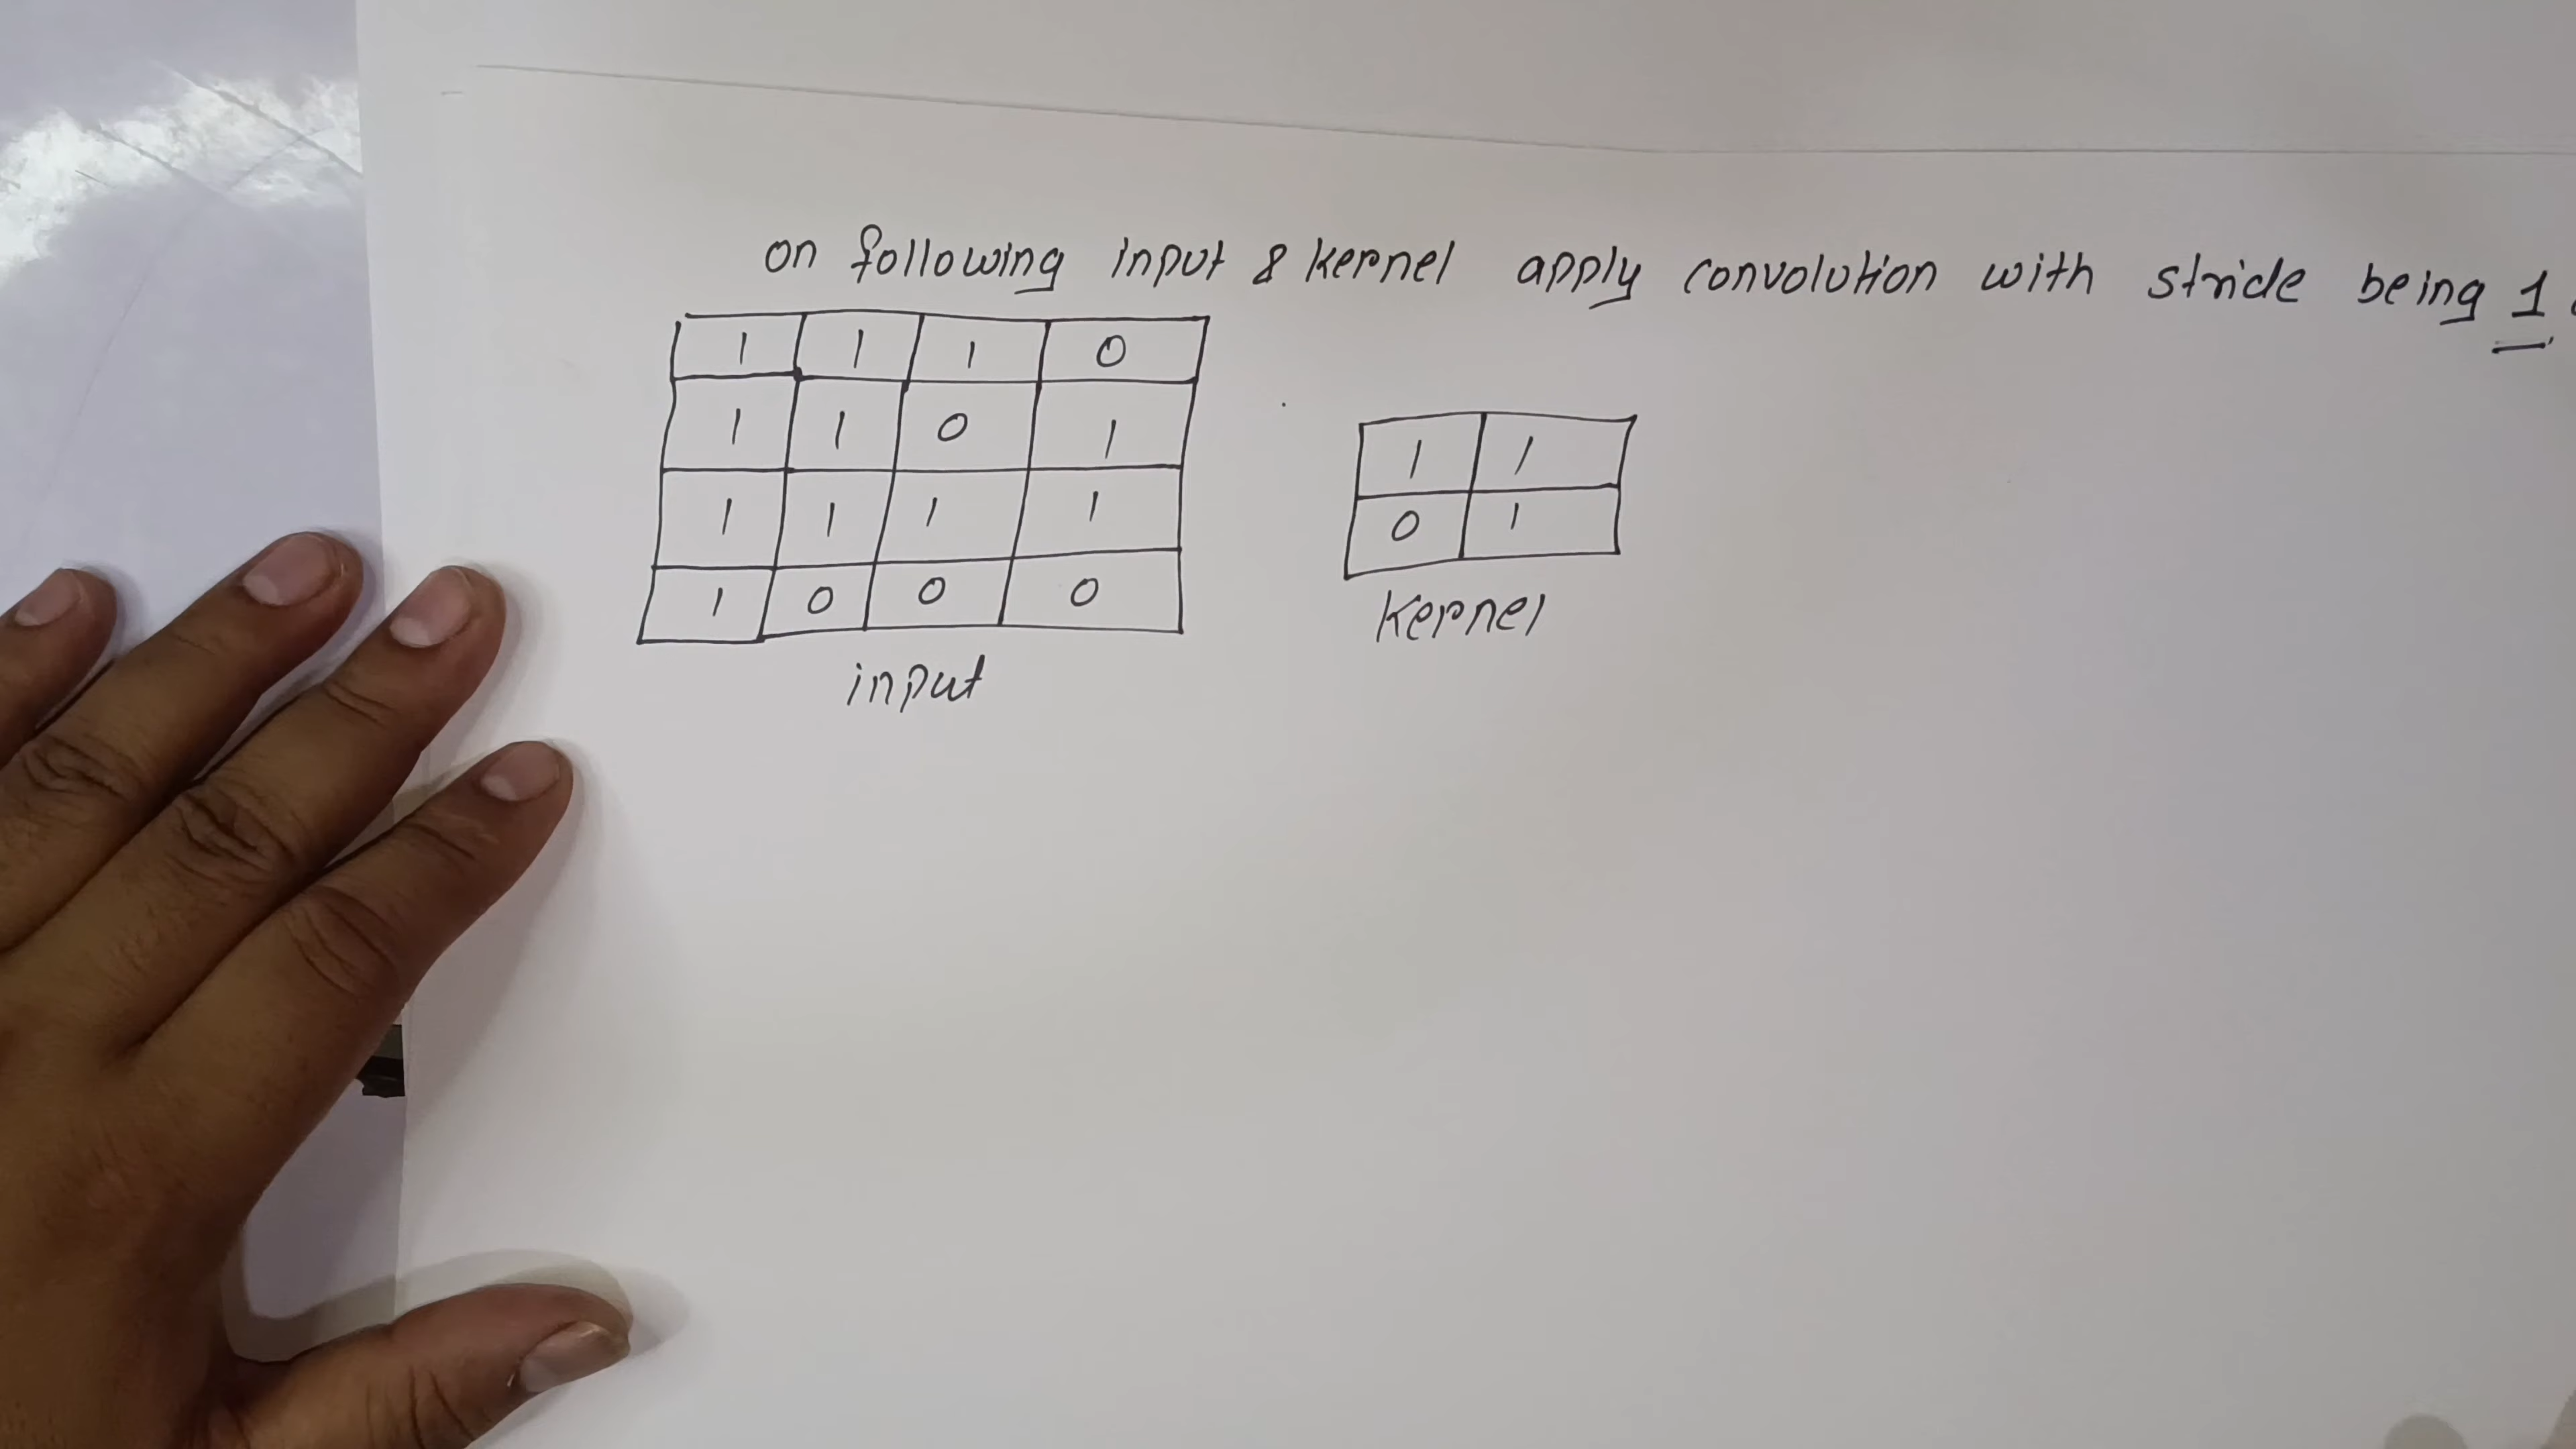 on following input & kernel apply convolution with stride being 1.
1 1 1 0
1 1 0 1
1 1 1 1
1 0 0 0
input
1 1
0 1
kernel